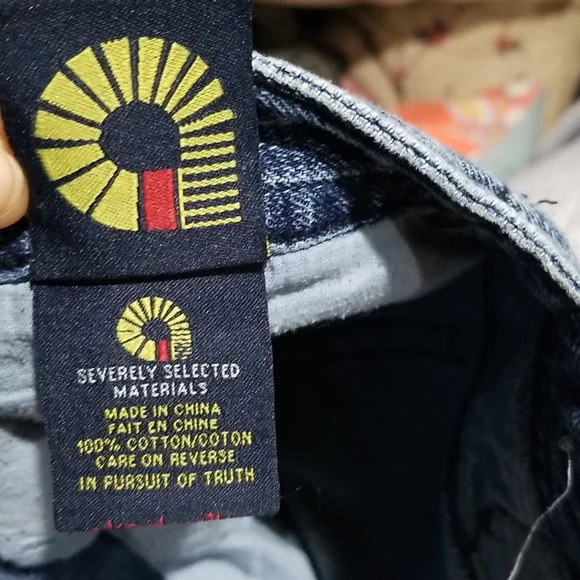 SEVERELY SELECTED
MATERIALS
MADE IN CHINA
FAIT EN CHINE
100% COTTON/COTON
CARE ON REVERSE
IN PURSUIT OF TRUTH